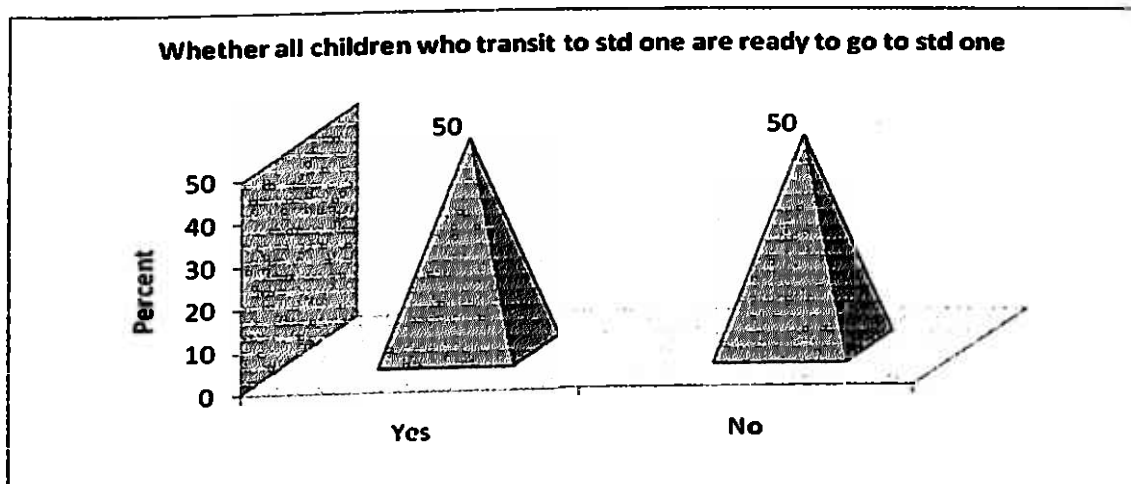 Whether all children who transit to std one are ready to go to std one
50
50
50
40
30
20
10
0
Percent
Yes
No